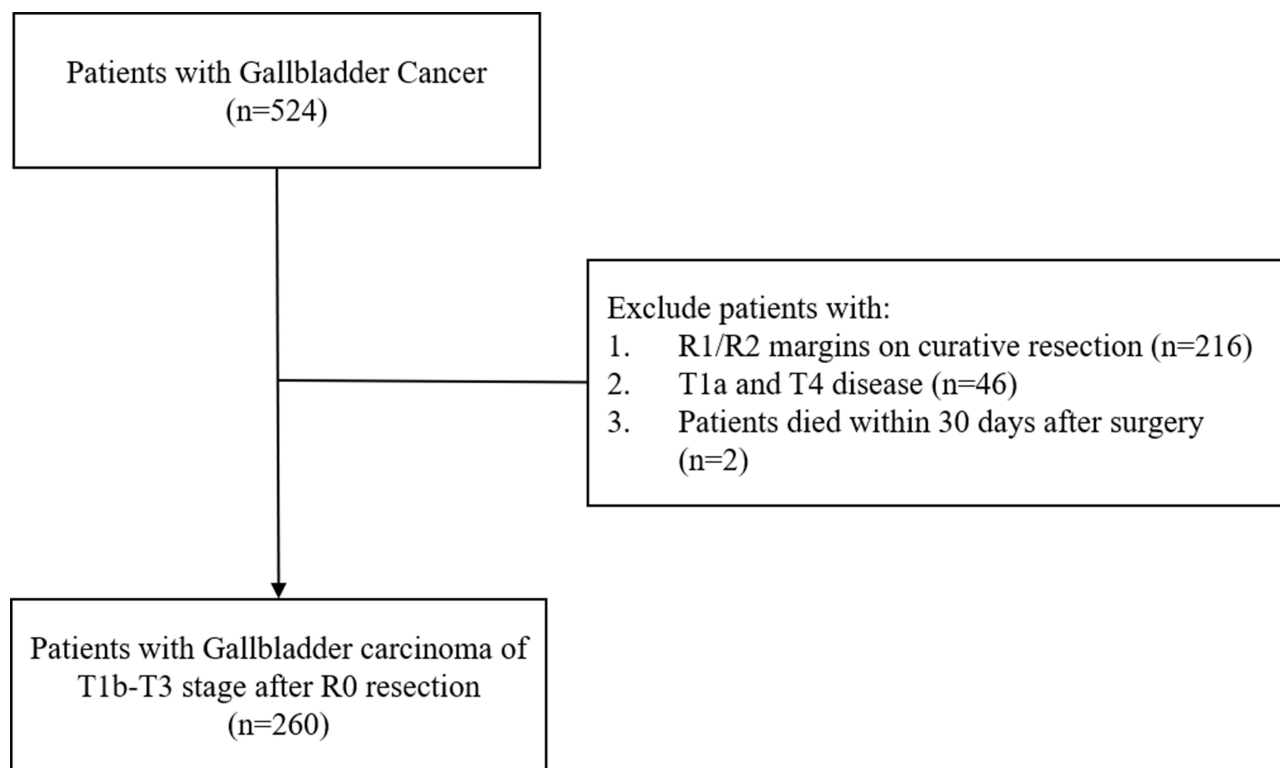 Patients with Gallbladder Cancer
(n=524)
Exclude patients with:
1. R1/R2 margins on curative resection (n=216)
2. T1a and T4 disease (n=46)
3. Patients died within 30 days after surgery
(n=2)
Patients with Gallbladder carcinoma of
T1b-T3 stage after R0 resection
(n=260)